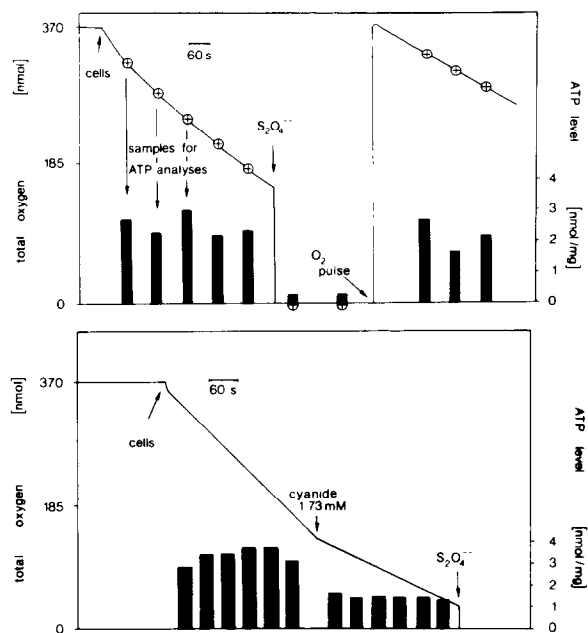 370
[nmol]
cells
60 s
samples for
ATP analyses
S₂O₄⁻⁻
185
total oxygen
0
O₂
pulse
ATP level
4
3
2
1
0
[nmol/mg]
370
[nmol]
cells
60 s
185
total oxygen
0
cyanide
1.73 mM
S₂O₄⁻⁻
ATP level
4
3
2
1
0
[nmol/mg]